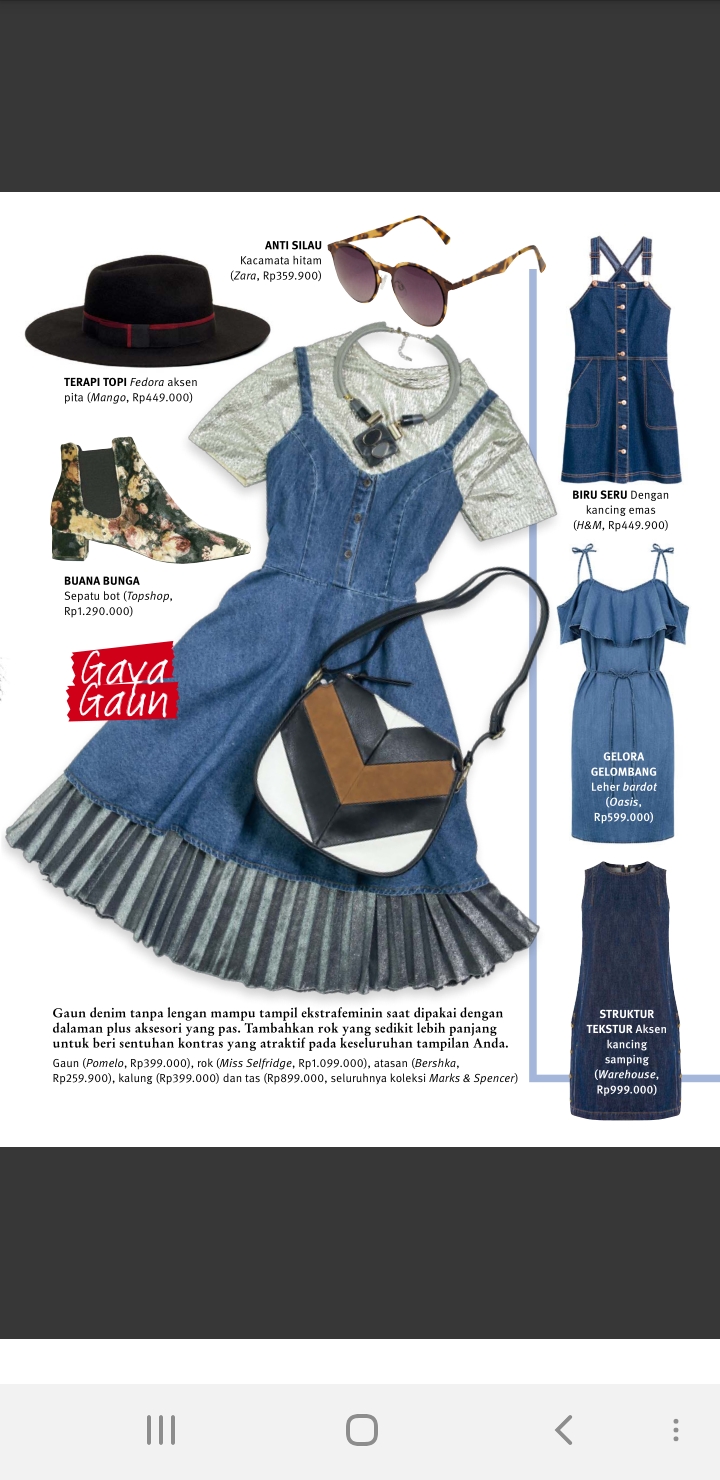 ANTI SILAU
Kacamata hitam
(Zara, Rp359.900)
TERAPI TOPI Fedora aksen
pita (Mango, Rp449.000)
BUANA BUNGA
Sepatu bot (Topshop,
Rp1.290.000)
Gaya
Gaun
BIRU SERU Dengan
kancing emas
(H&M, Rp449.900)
GELORA
GELOMBANG
Leher bardot
(Oasis,
Rp599.000)
STRUKTUR
TEKSTUR Aksen
kancing
samping
(Warehouse,
Rp999.000)
Gaun denim tanpa lengan mampu tampil ekstrafeminin saat dipakai dengan
dalaman plus aksesori yang pas. Tambahkan rok yang sedikit lebih panjang
untuk beri sentuhan kontras yang atraktif pada keseluruhan tampilan Anda.
Gaun (Pomelo, Rp399.000), rok (Miss Selfridge, Rp1.099.000), atasan (Bershka,
Rp259.900), kalung (Rp399.000) dan tas (Rp899.000, seluruhnya koleksi Marks & Spencer)